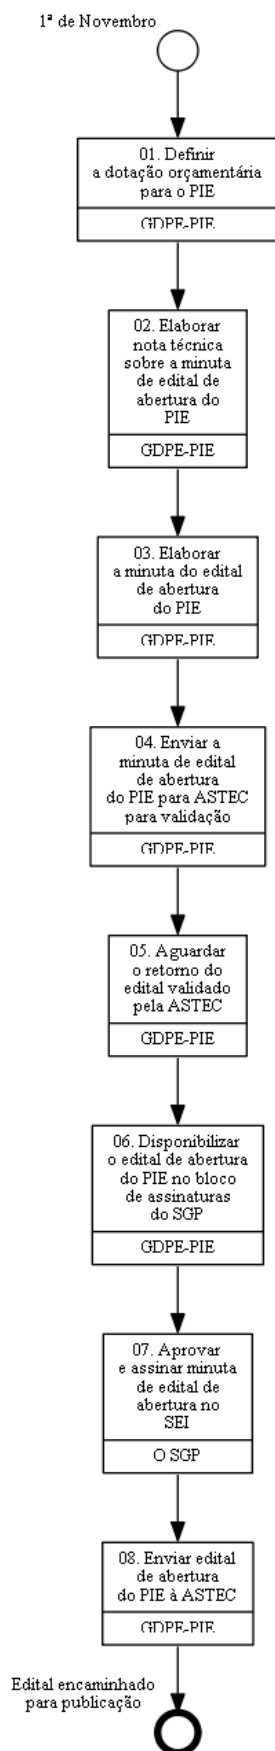 1ª de Novembro
01. Definir
a dotação orçamentária
para o PIE
GDPE-PIE
02. Elaborar
nota técnica
sobre a minuta
de edital de
abertura do
PIE
GDPE-PIE
03. Elaborar
a minuta do edital
de abertura
do PIE
GDPE-PIE
04. Enviar a
minuta de edital
de abertura
do PIE para ASTEC
para validação
GDPE-PIE
05. Aguardar
o retorno do
edital validado
pela ASTEC
GDPE-PIE
06. Disponibilizar
o edital de abertura
do PIE no bloco
de assinaturas
do SGP
GDPE-PIE
07. Aprovar
e assinar minuta
de edital de
abertura no
SEI
O SGP
08. Enviar edital
de abertura
do PIE à ASTEC
GDPE-PIE
Edital encaminhado
para publicação